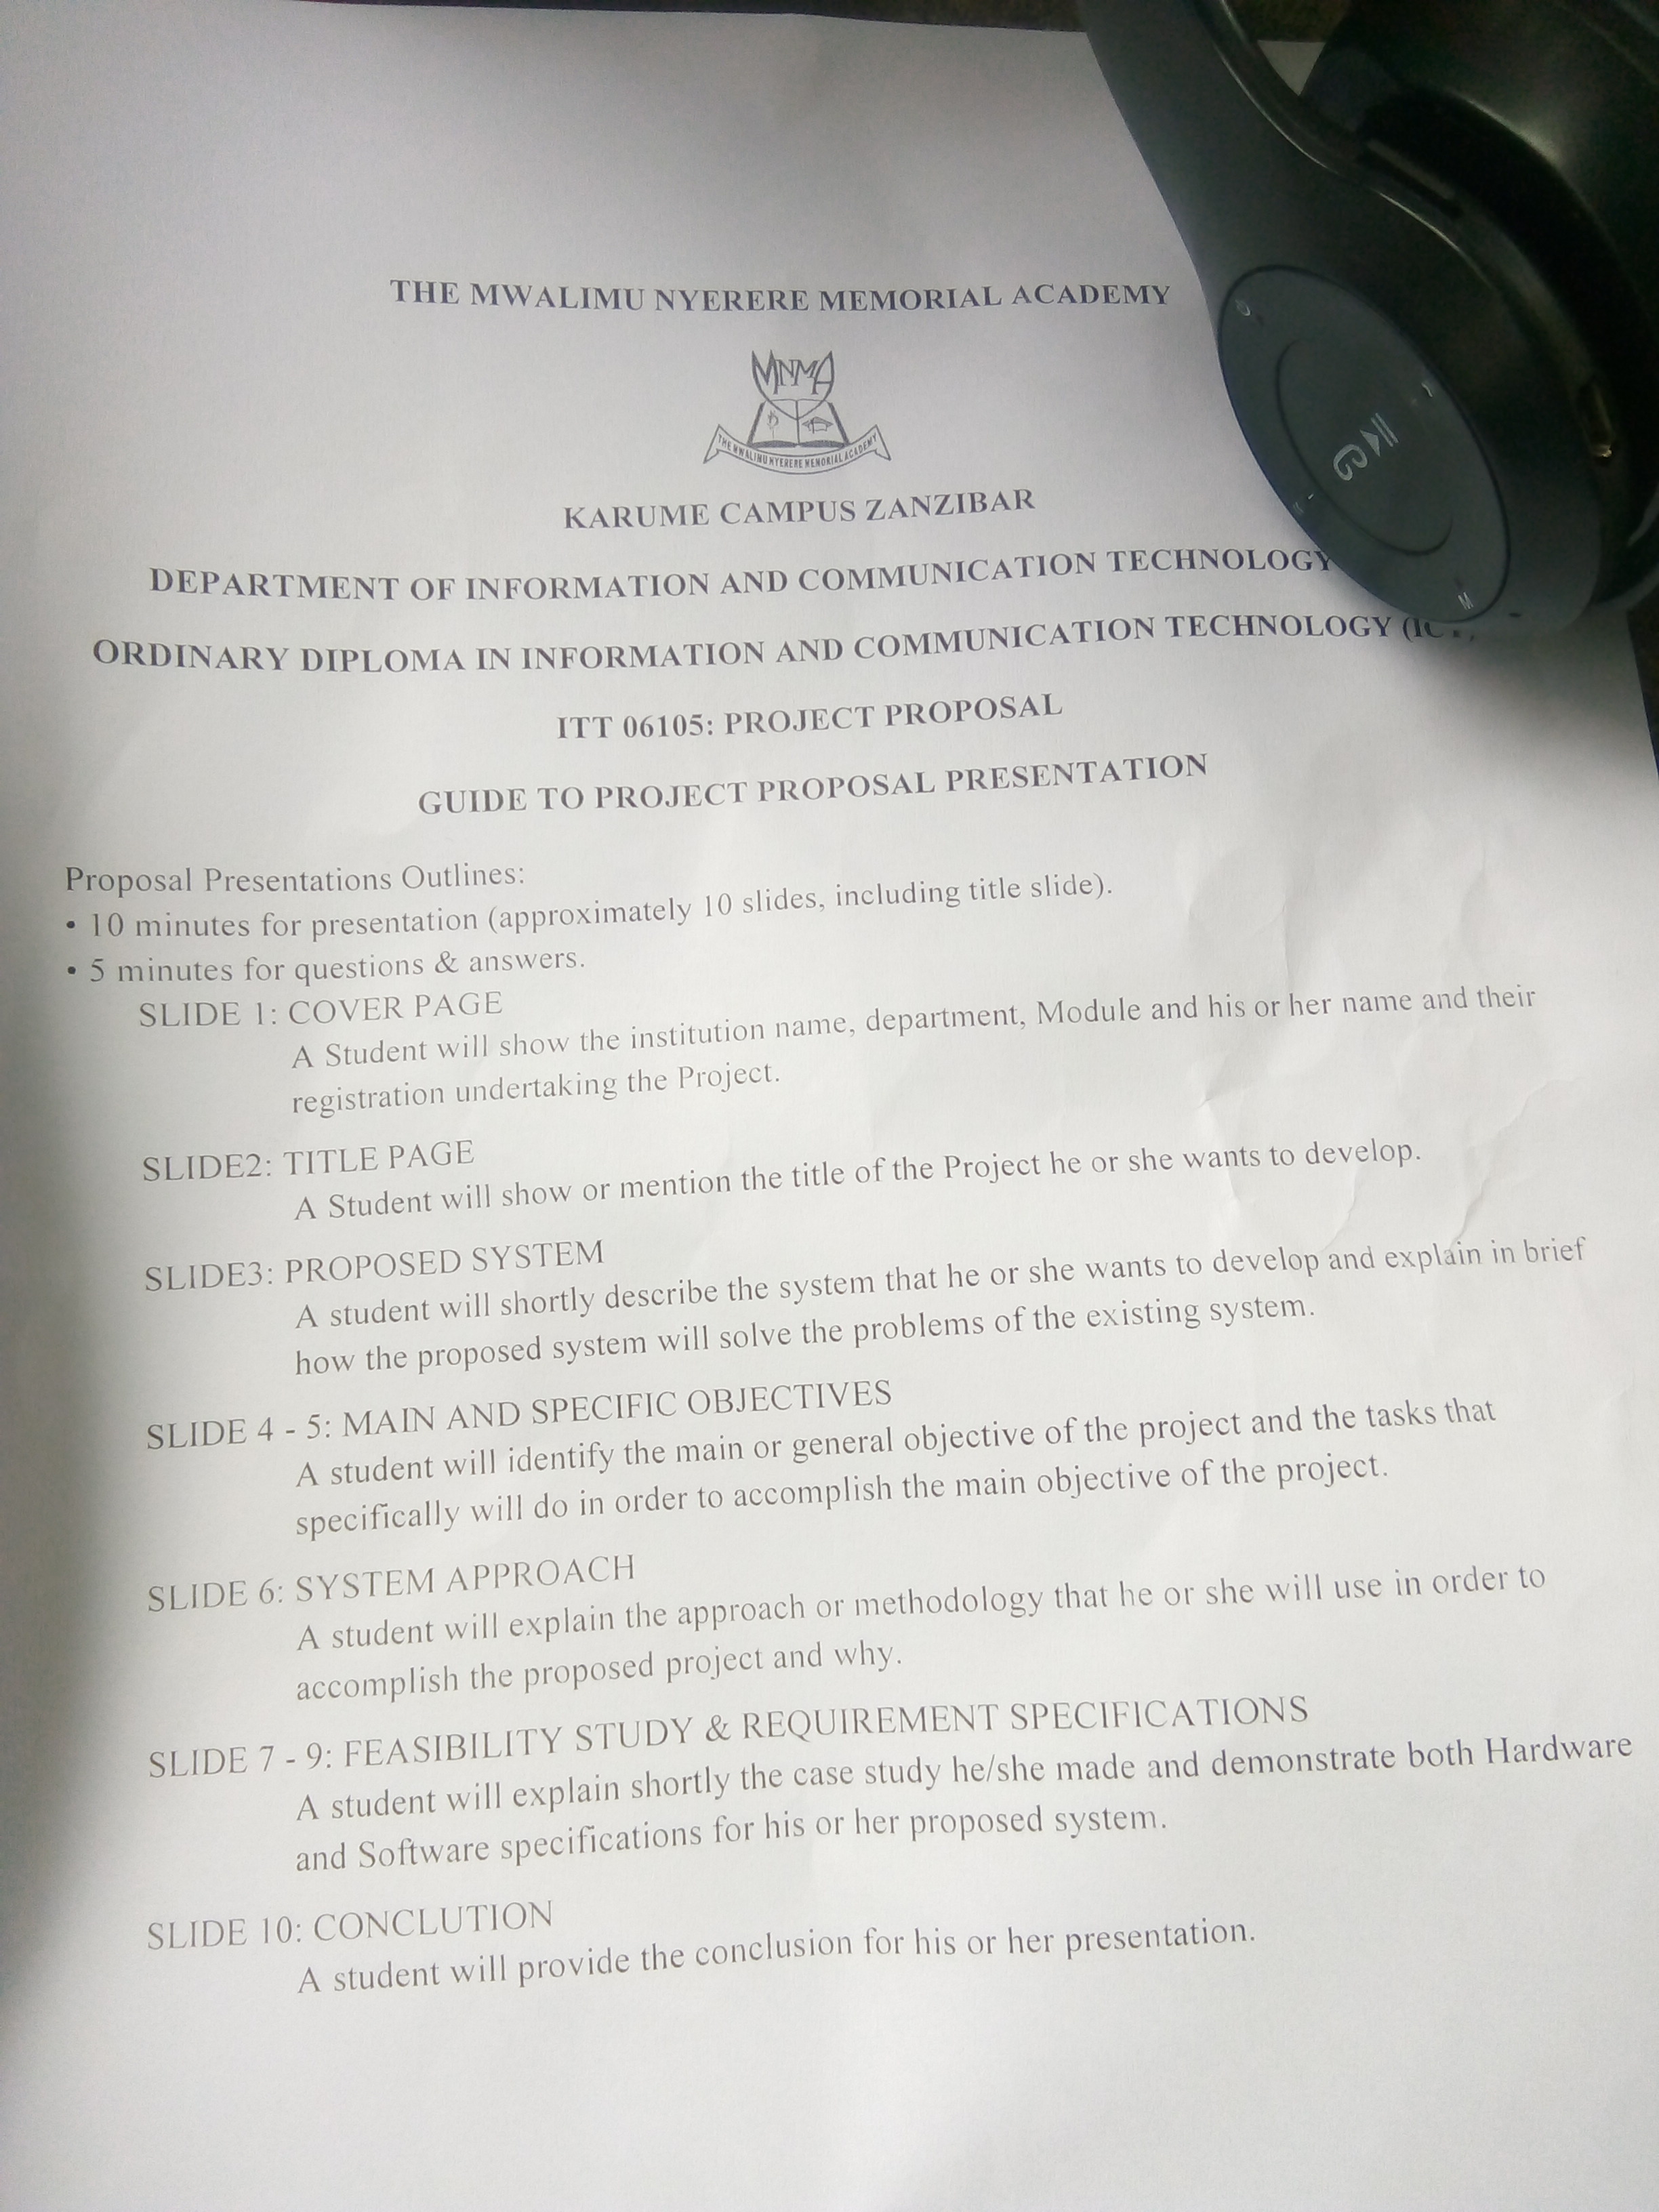 THE MWALIMU NYERERE MEMORIAL ACADEMY
MNMA
THE MWALIMU NYERERE MEMORIAL ACADEMY
KARUME CAMPUS ZANZIBAR
DEPARTMENT OF INFORMATION AND COMMUNICATION TECHNOLOGY
ORDINARY DIPLOMA IN INFORMATION AND COMMUNICATION TECHNOLOGY
ITT 06105: PROJECT PROPOSAL
GUIDE TO PROJECT PROPOSAL PRESENTATION
Proposal Presentations Outlines:
• 10 minutes for presentation (approximately 10 slides, including title slide).
• 5 minutes for questions & answers.
SLIDE 1: COVER PAGE
A Student will show the institution name, department, Module and his or her name and their
registration undertaking the Project.
SLIDE2: TITLE PAGE
A Student will show or mention the title of the Project he or she wants to develop.
SLIDE3: PROPOSED SYSTEM
A student will shortly describe the system that he or she wants to develop and explain in brief
how the proposed system will solve the problems of the existing system.
SLIDE 4 - 5: MAIN AND SPECIFIC OBJECTIVES
A student will identify the main or general objective of the project and the tasks that
specifically will do in order to accomplish the main objective of the project.
SLIDE 6: SYSTEM APPROACH
A student will explain the approach or methodology that he or she will use in order to
accomplish the proposed project and why.
SLIDE 7 - 9: FEASIBILITY STUDY & REQUIREMENT SPECIFICATIONS
A student will explain shortly the case study he/she made and demonstrate both Hardware
and Software specifications for his or her proposed system.
SLIDE 10: CONCLUTION
A student will provide the conclusion for his or her presentation.
M